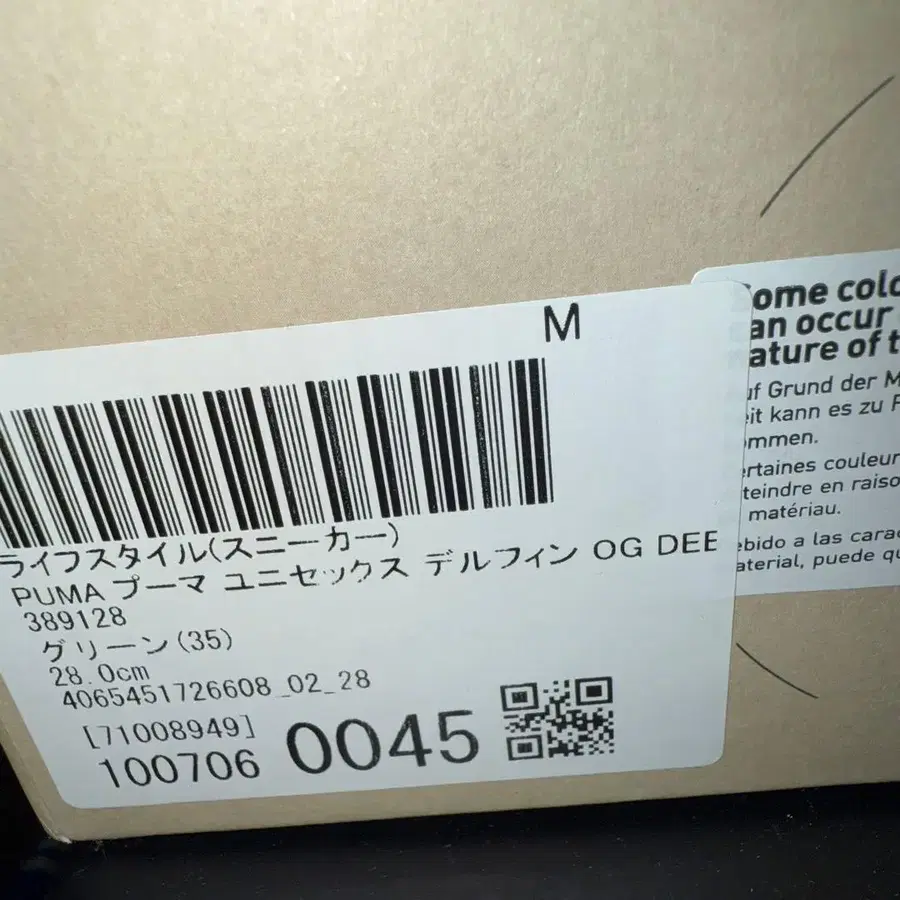 M
ライフスタイル(スニーカー)
PUMA プーマ ユニセックス デルフィン OG DEE
389128
グリーン(35)
28.0cm
4065451726608_02_28
[71008949]
100706 0045
ome colo
an occur
ature of t
uf Grund der M
eit kann es zu F
ommen.
ertaines couleur
teindre en raiso
matériau.
ebido a las cara
aterial, puede qu